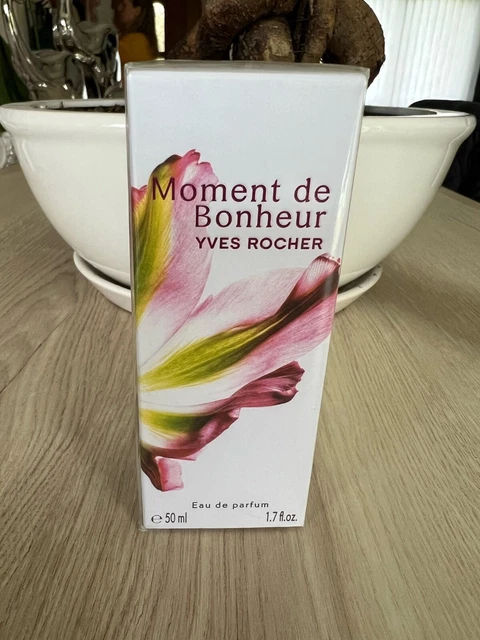 Moment de
Bonheur
YVES ROCHER
Eau de parfum
℮ 50 ml 1.7 fl.oz.